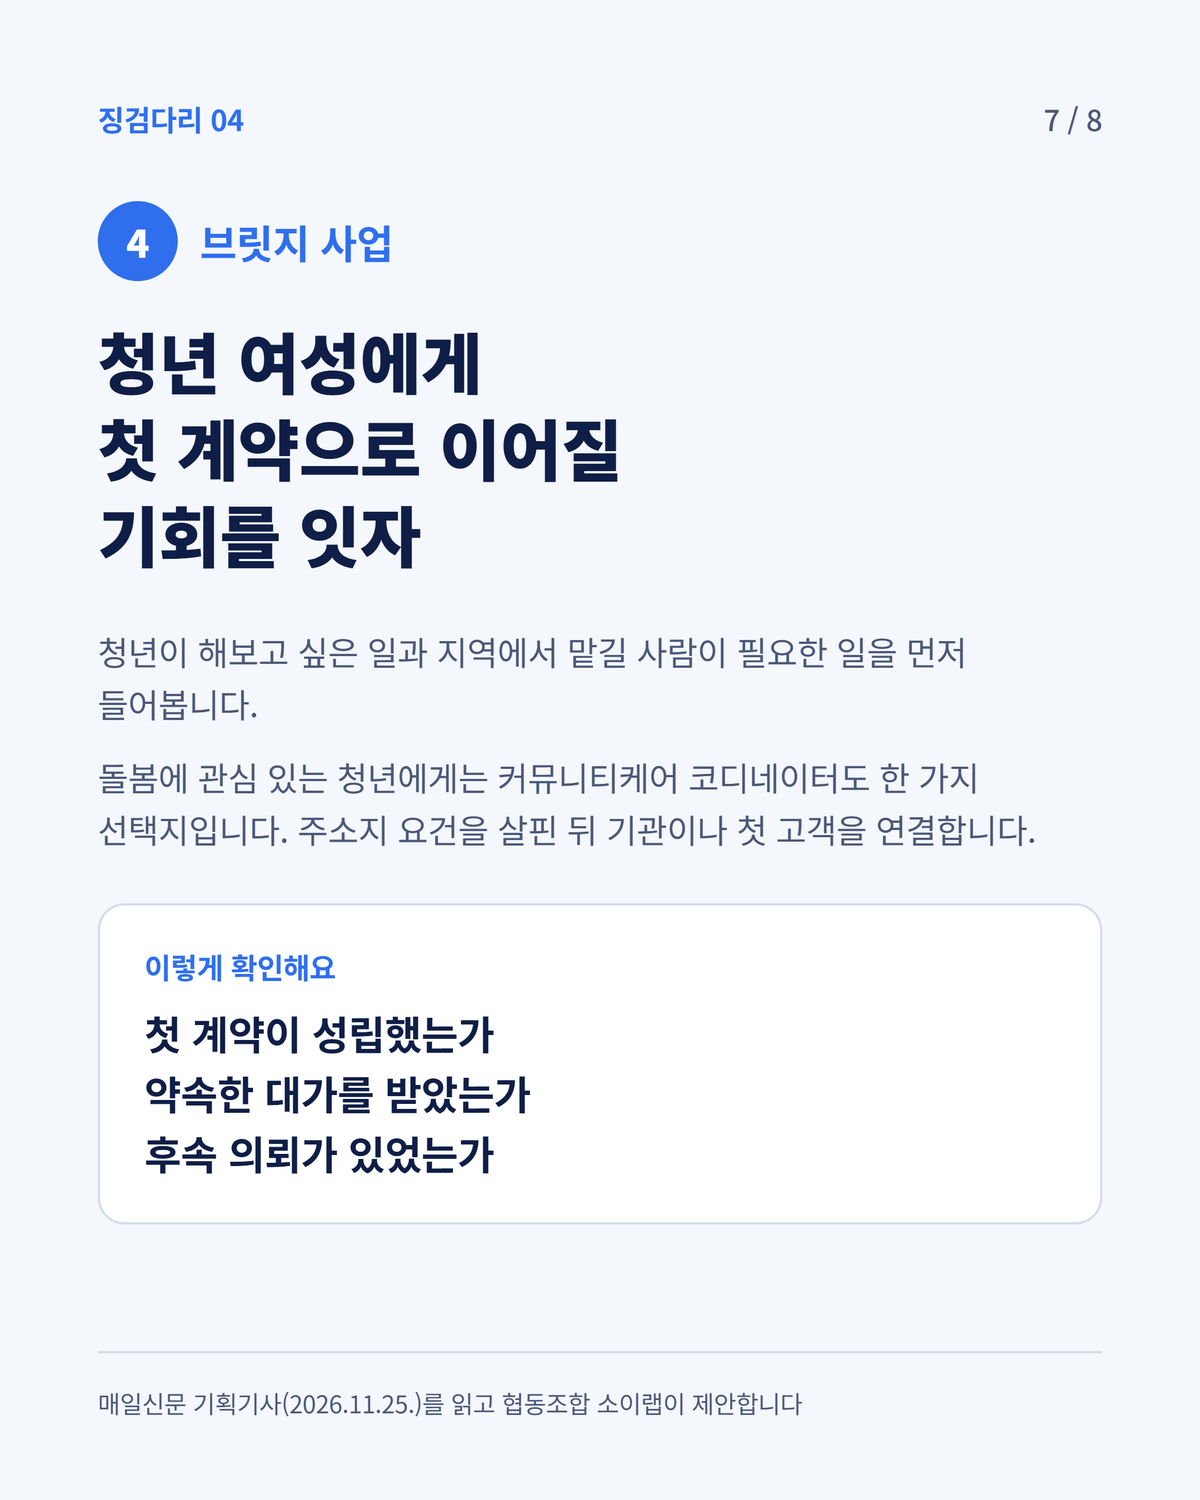 징검다리 04
7 / 8
4
브릿지 사업
청년 여성에게
첫 계약으로 이어질
기회를 잇자
청년이 해보고 싶은 일과 지역에서 맡길 사람이 필요한 일을 먼저
들어봅니다.
돌봄에 관심 있는 청년에게는 커뮤니티케어 코디네이터도 한 가지
선택지입니다. 주소지 요건을 살핀 뒤 기관이나 첫 고객을 연결합니다.
이렇게 확인해요
첫 계약이 성립했는가
약속한 대가를 받았는가
후속 의뢰가 있었는가
매일신문 기획기사(2026.11.25.)를 읽고 협동조합 소이랩이 제안합니다